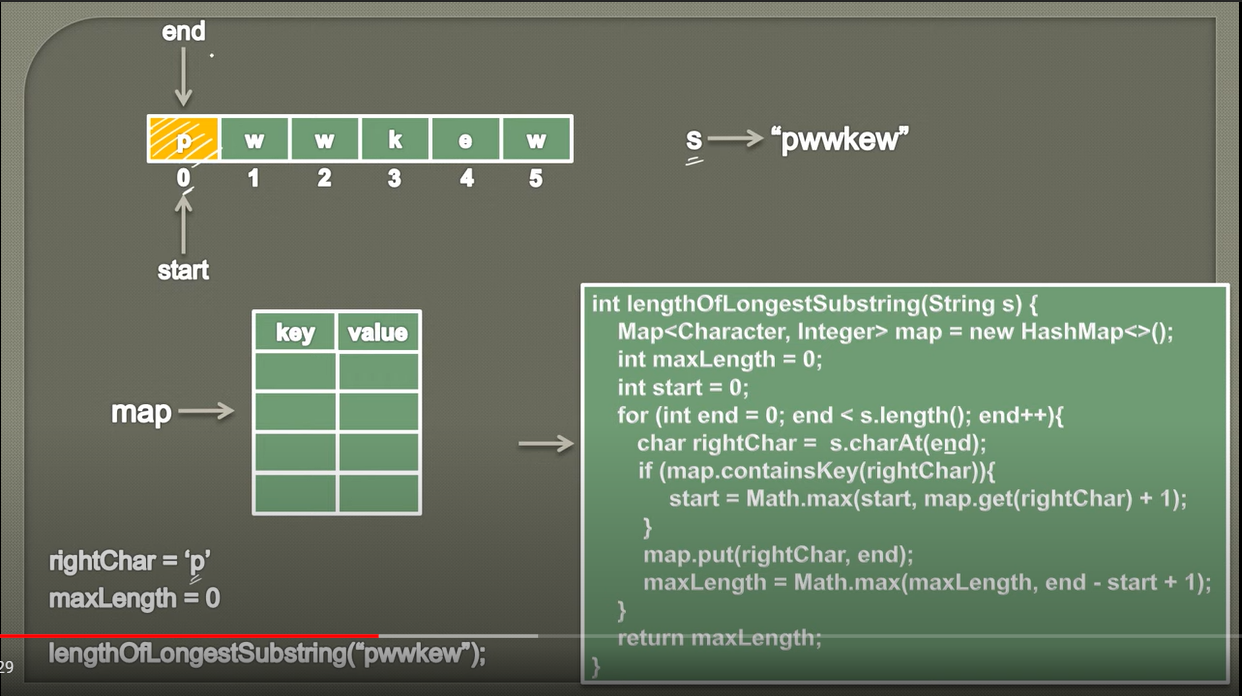 end
p w w k e w
0 1 2 3 4 5
s “pwwkew”
start
key value
map
int lengthOfLongestSubstring(String s) {
Map<Character, Integer> map = new HashMap<>();
int maxLength = 0;
int start = 0;
for (int end = 0; end < s.length(); end++){
char rightChar = s.charAt(end);
if (map.containsKey(rightChar)){
start = Math.max(start, map.get(rightChar) + 1);
}
map.put(rightChar, end);
maxLength = Math.max(maxLength, end - start + 1);
}
return maxLength;
}
rightChar = ‘p’
maxLength = 0
lengthOfLongestSubstring(“pwwkew”);
29